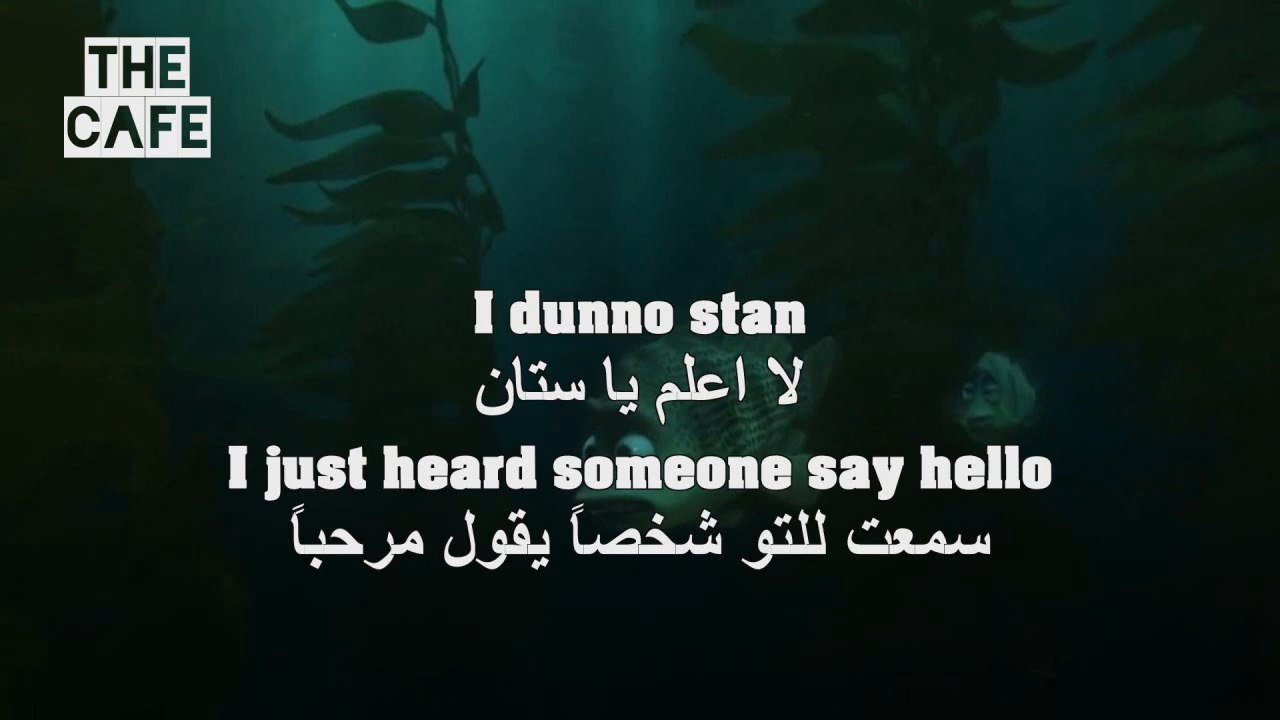 THE
CAFE
I dunno stan
لا اعلم يا ستان
I just heard someone say hello
سمعت للتو شخصاً يقول مرحباً